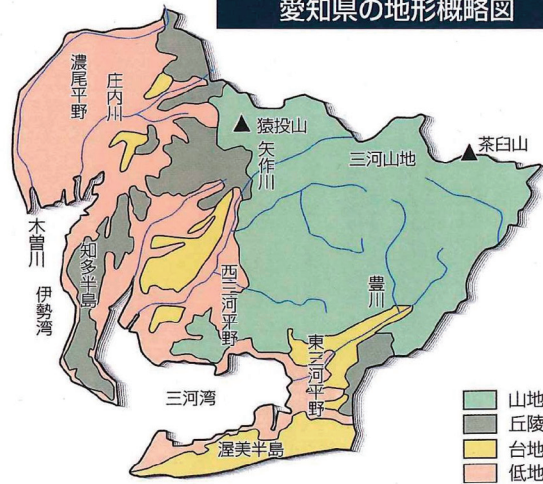 愛知県の地形概略図
濃尾平野
庄内川
猿投山
矢作川
三河山地
茶臼山
木曽川
伊勢湾
知多半島
西三河平野
豊川
東三河平野
三河湾
渥美半島
山地
丘陵
台地
低地